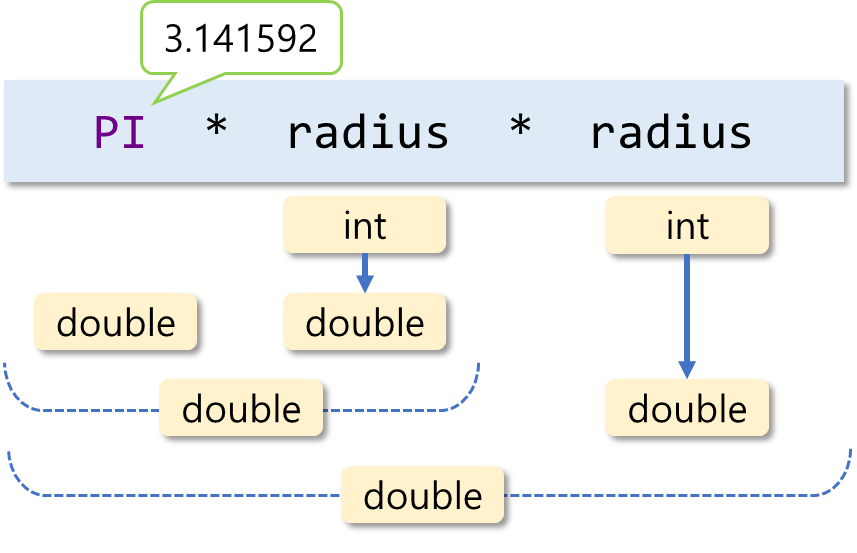 3.141592
PI * radius * radius
int int
double double
double double
double